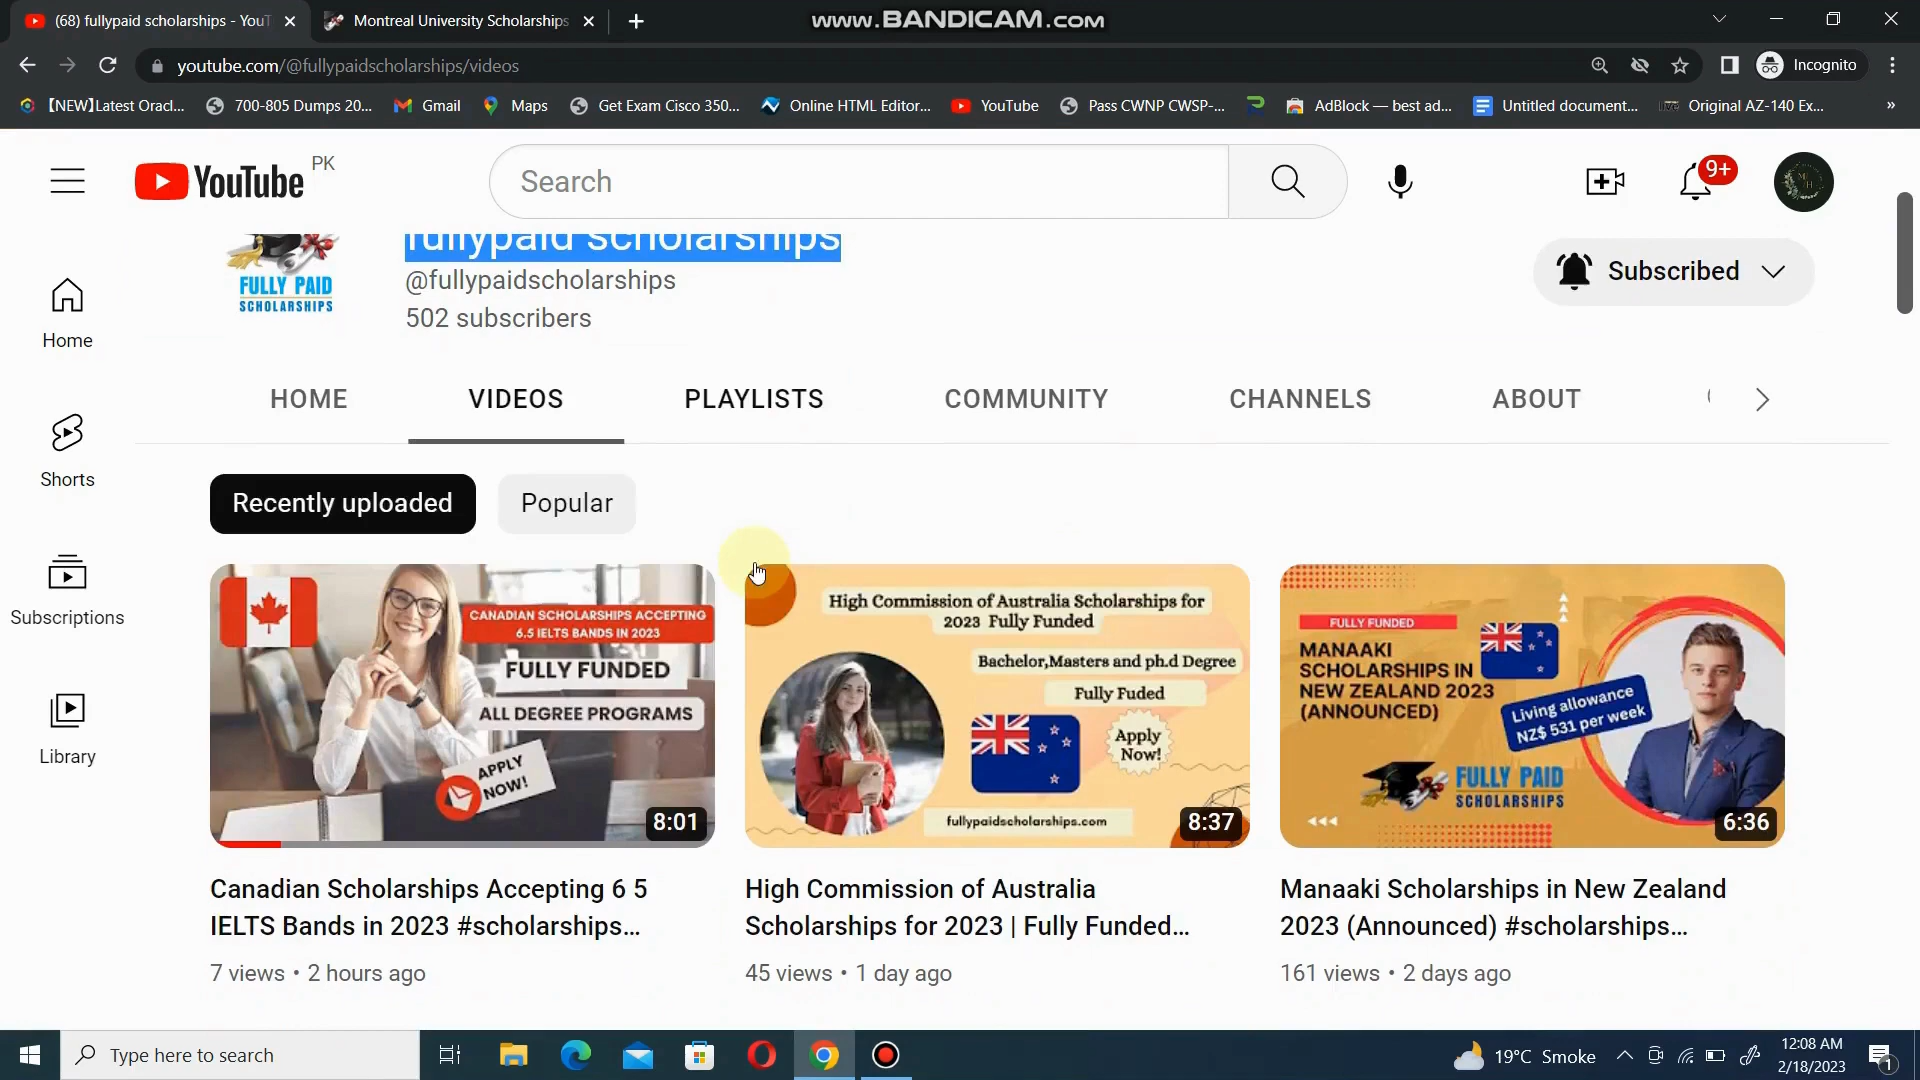 (68) fullypaid scholarships - YouT
Montreal University Scholarships
www.BANDICAM.com
youtube.com/@fullypaidscholarships/videos
Incognito
【NEW】Latest Oracl...
700-805 Dumps 20...
Gmail
Maps
Get Exam Cisco 350...
Online HTML Editor...
YouTube
Pass CWNP CWSP-...
AdBlock — best ad...
Untitled document...
Original AZ-140 Ex...
YouTube PK
Search
9+
fullypaid scholarships
FULLY PAID
SCHOLARSHIPS
@fullypaidscholarships
502 subscribers
Subscribed
Home
Shorts
Subscriptions
Library
HOME
VIDEOS
PLAYLISTS
COMMUNITY
CHANNELS
ABOUT
Recently uploaded
Popular
CANADIAN SCHOLARSHIPS ACCEPTING
6.5 IELTS BANDS IN 2023
FULLY FUNDED
ALL DEGREE PROGRAMS
APPLY
NOW!
8:01
High Commission of Australia Scholarships for
2023 Fully Funded
Bachelor,Masters and ph.d Degree
Fully Fuded
Apply
Now!
fullypaidscholarships.com
8:37
FULLY FUNDED
MANAAKI
SCHOLARSHIPS IN
NEW ZEALAND 2023
(ANNOUNCED)
Living allowance
NZ$ 531 per week
FULLY PAID
SCHOLARSHIPS
6:36
Canadian Scholarships Accepting 6 5
IELTS Bands in 2023 #scholarships...
7 views • 2 hours ago
High Commission of Australia
Scholarships for 2023 | Fully Funded...
45 views • 1 day ago
Manaaki Scholarships in New Zealand
2023 (Announced) #scholarships...
161 views • 2 days ago
Type here to search
19°C Smoke
12:08 AM
2/18/2023
1